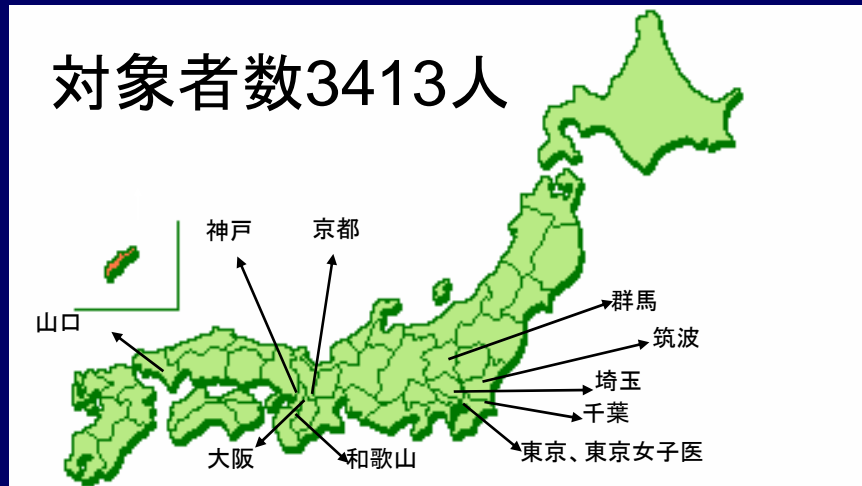 対象者数3413人
神戸
京都
山口
群馬
筑波
埼玉
千葉
東京、東京女子医
大阪
和歌山